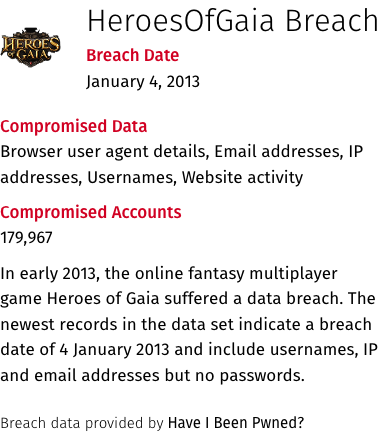 HeroesOfGaia Breach
HEROES
OF GAIA
Breach Date
January 4, 2013
Compromised Data
Browser user agent details, Email addresses, IP
addresses, Usernames, Website activity
Compromised Accounts
179,967
In early 2013, the online fantasy multiplayer
game Heroes of Gaia suffered a data breach. The
newest records in the data set indicate a breach
date of 4 January 2013 and include usernames, IP
and email addresses but no passwords.
Breach data provided by Have I Been Pwned?